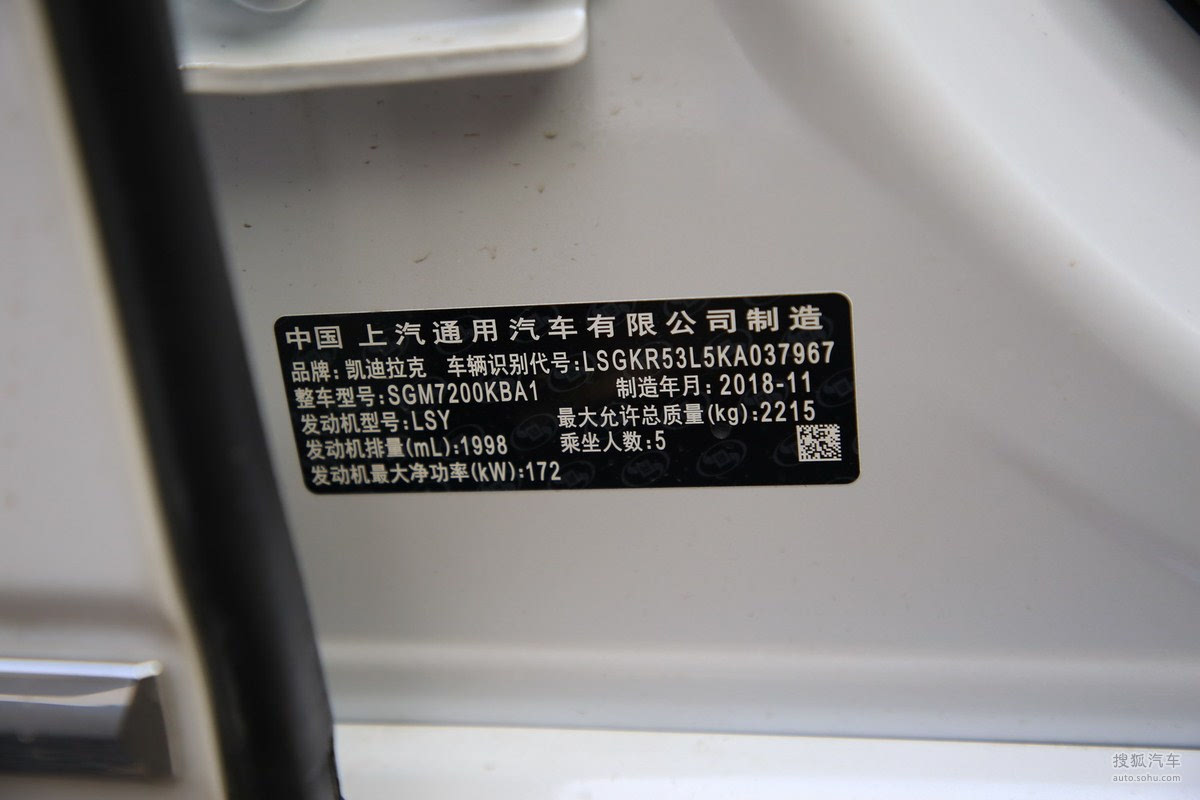 中国 上汽通用汽车有限公司制造
品牌:凯迪拉克 车辆识别代号:LSGKR53L5KA037967
整车型号:SGM7200KBA1 制造年月:2018-11
发动机型号:LSY 最大允许总质量(kg):2215
发动机排量(mL):1998 乘坐人数:5
发动机最大净功率(kW):172
搜狐汽车
auto.sohu.com